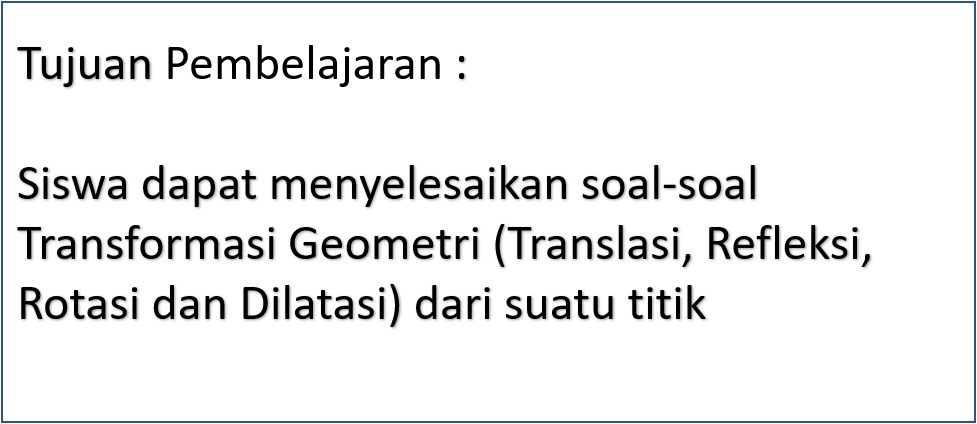 Tujuan Pembelajaran :
Siswa dapat menyelesaikan soal-soal
Transformasi Geometri (Translasi, Refleksi,
Rotasi dan Dilatasi) dari suatu titik